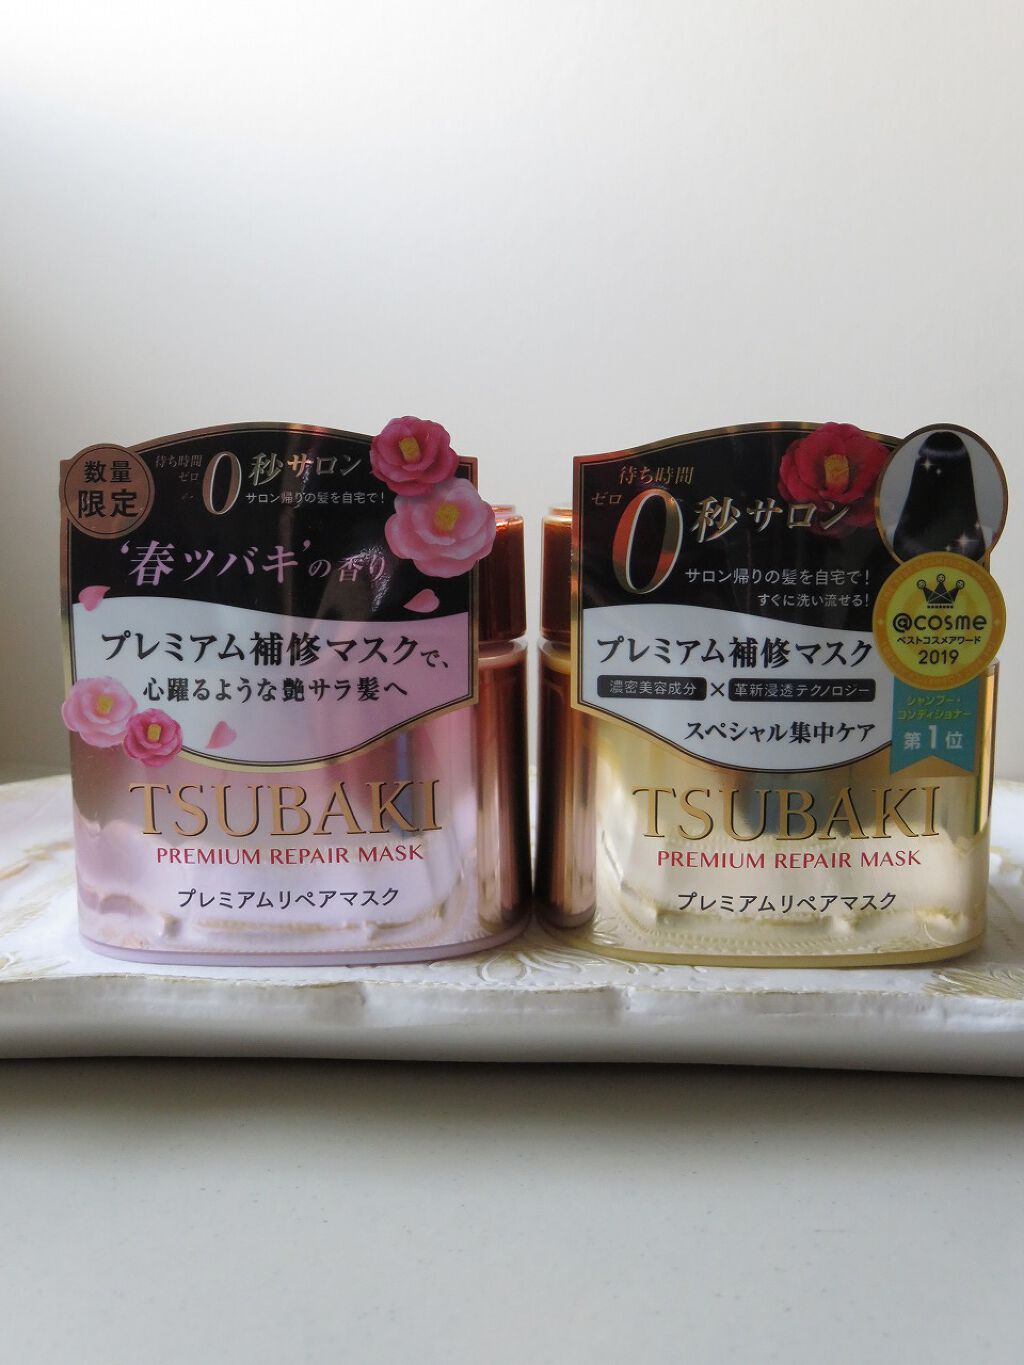 数量
限定
待ち時間
ゼロ
0秒サロン
サロン帰りの髪を自宅で!
'春ツバキ'の香り
プレミアム補修マスクで、
心躍るような艶サラ髪へ
TSUBAKI
PREMIUM REPAIR MASK
プレミアムリペアマスク
待ち時間
ゼロ
0秒サロン
サロン帰りの髪を自宅で!
すぐに洗い流せる!
プレミアム補修マスク
濃密美容成分×革新浸透テクノロジー
スペシャル集中ケア
@cosme
ベストコスメアワード
2019
シャンプー・
コンディショナー
第1位
TSUBAKI
PREMIUM REPAIR MASK
プレミアムリペアマスク